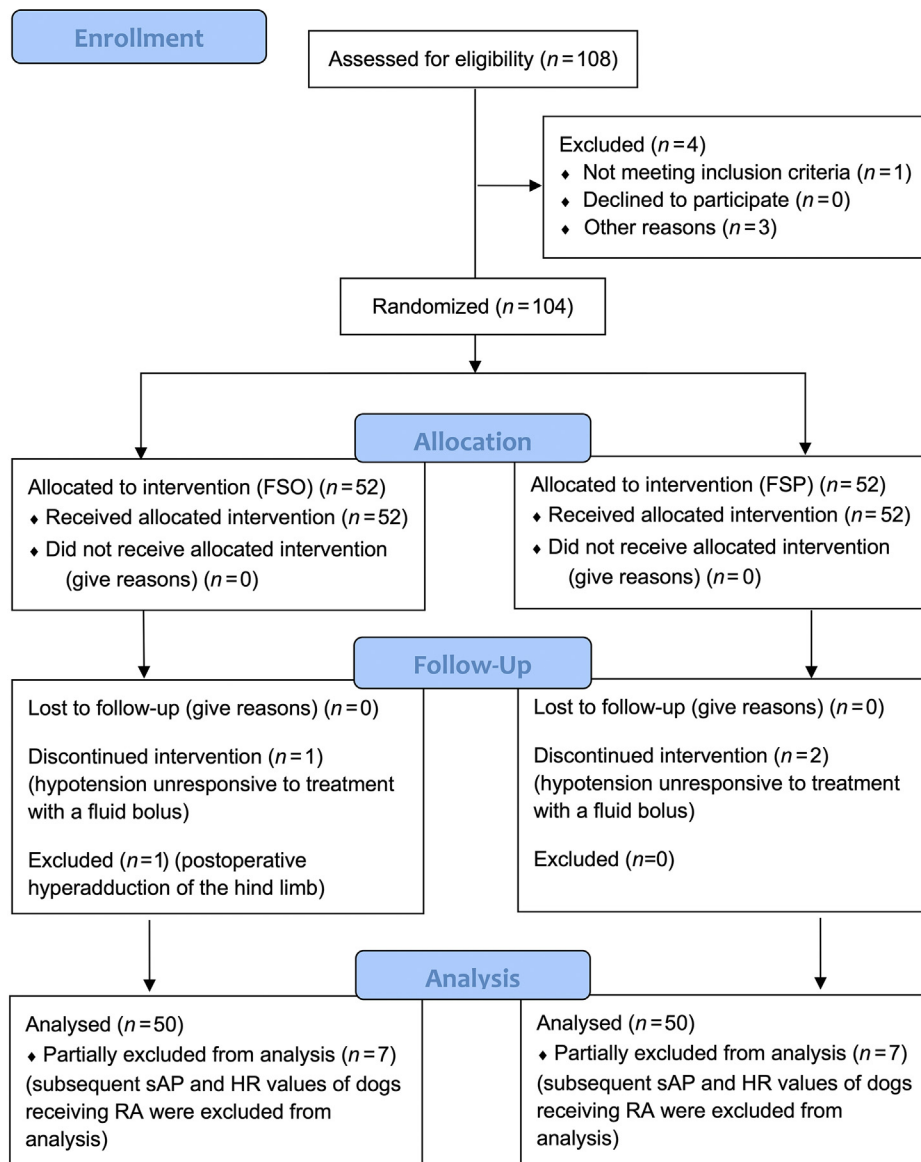 Enrollment
Assessed for eligibility (n=108)
Excluded (n=4)
♦ Not meeting inclusion criteria (n=1)
♦ Declined to participate (n=0)
♦ Other reasons (n=3)
Randomized (n=104)
Allocation
Allocated to intervention (FSO) (n=52)
♦ Received allocated intervention (n=52)
♦ Did not receive allocated intervention
(give reasons) (n=0)
Allocated to intervention (FSP) (n=52)
♦ Received allocated intervention (n=52)
♦ Did not receive allocated intervention
(give reasons) (n=0)
Follow-Up
Lost to follow-up (give reasons) (n=0)
Discontinued intervention (n=1)
(hypotension unresponsive to treatment
with a fluid bolus)
Excluded (n=1) (postoperative
hyperadduction of the hind limb)
Lost to follow-up (give reasons) (n=0)
Discontinued intervention (n=2)
(hypotension unresponsive to treatment
with a fluid bolus)
Excluded (n=0)
Analysis
Analysed (n=50)
♦ Partially excluded from analysis (n=7)
(subsequent sAP and HR values of dogs
receiving RA were excluded from
analysis)
Analysed (n=50)
♦ Partially excluded from analysis (n=7)
(subsequent sAP and HR values of dogs
receiving RA were excluded from
analysis)